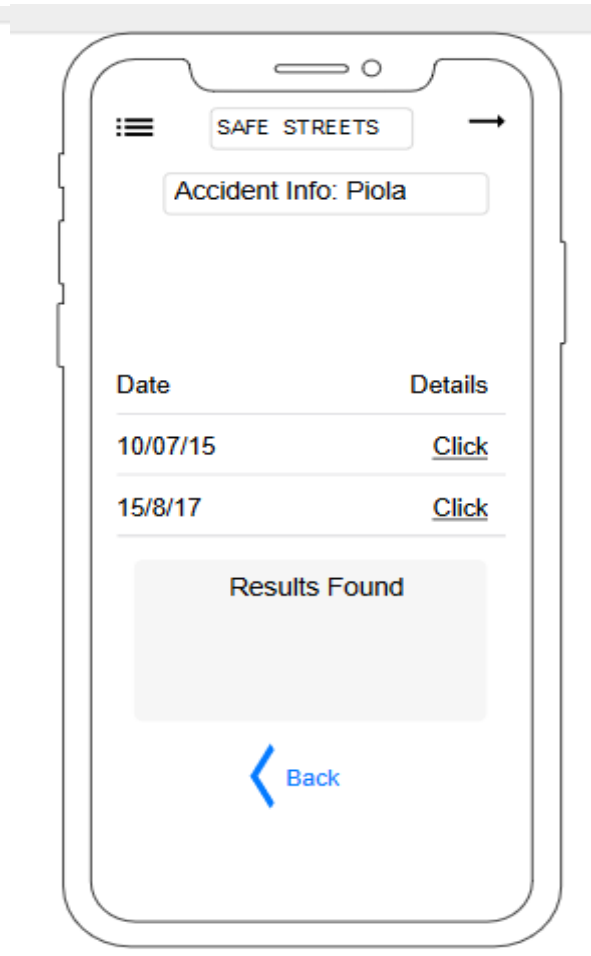 SAFE STREETS
Accident Info: Piola
Date Details
10/07/15 Click
15/8/17 Click
Results Found
Back